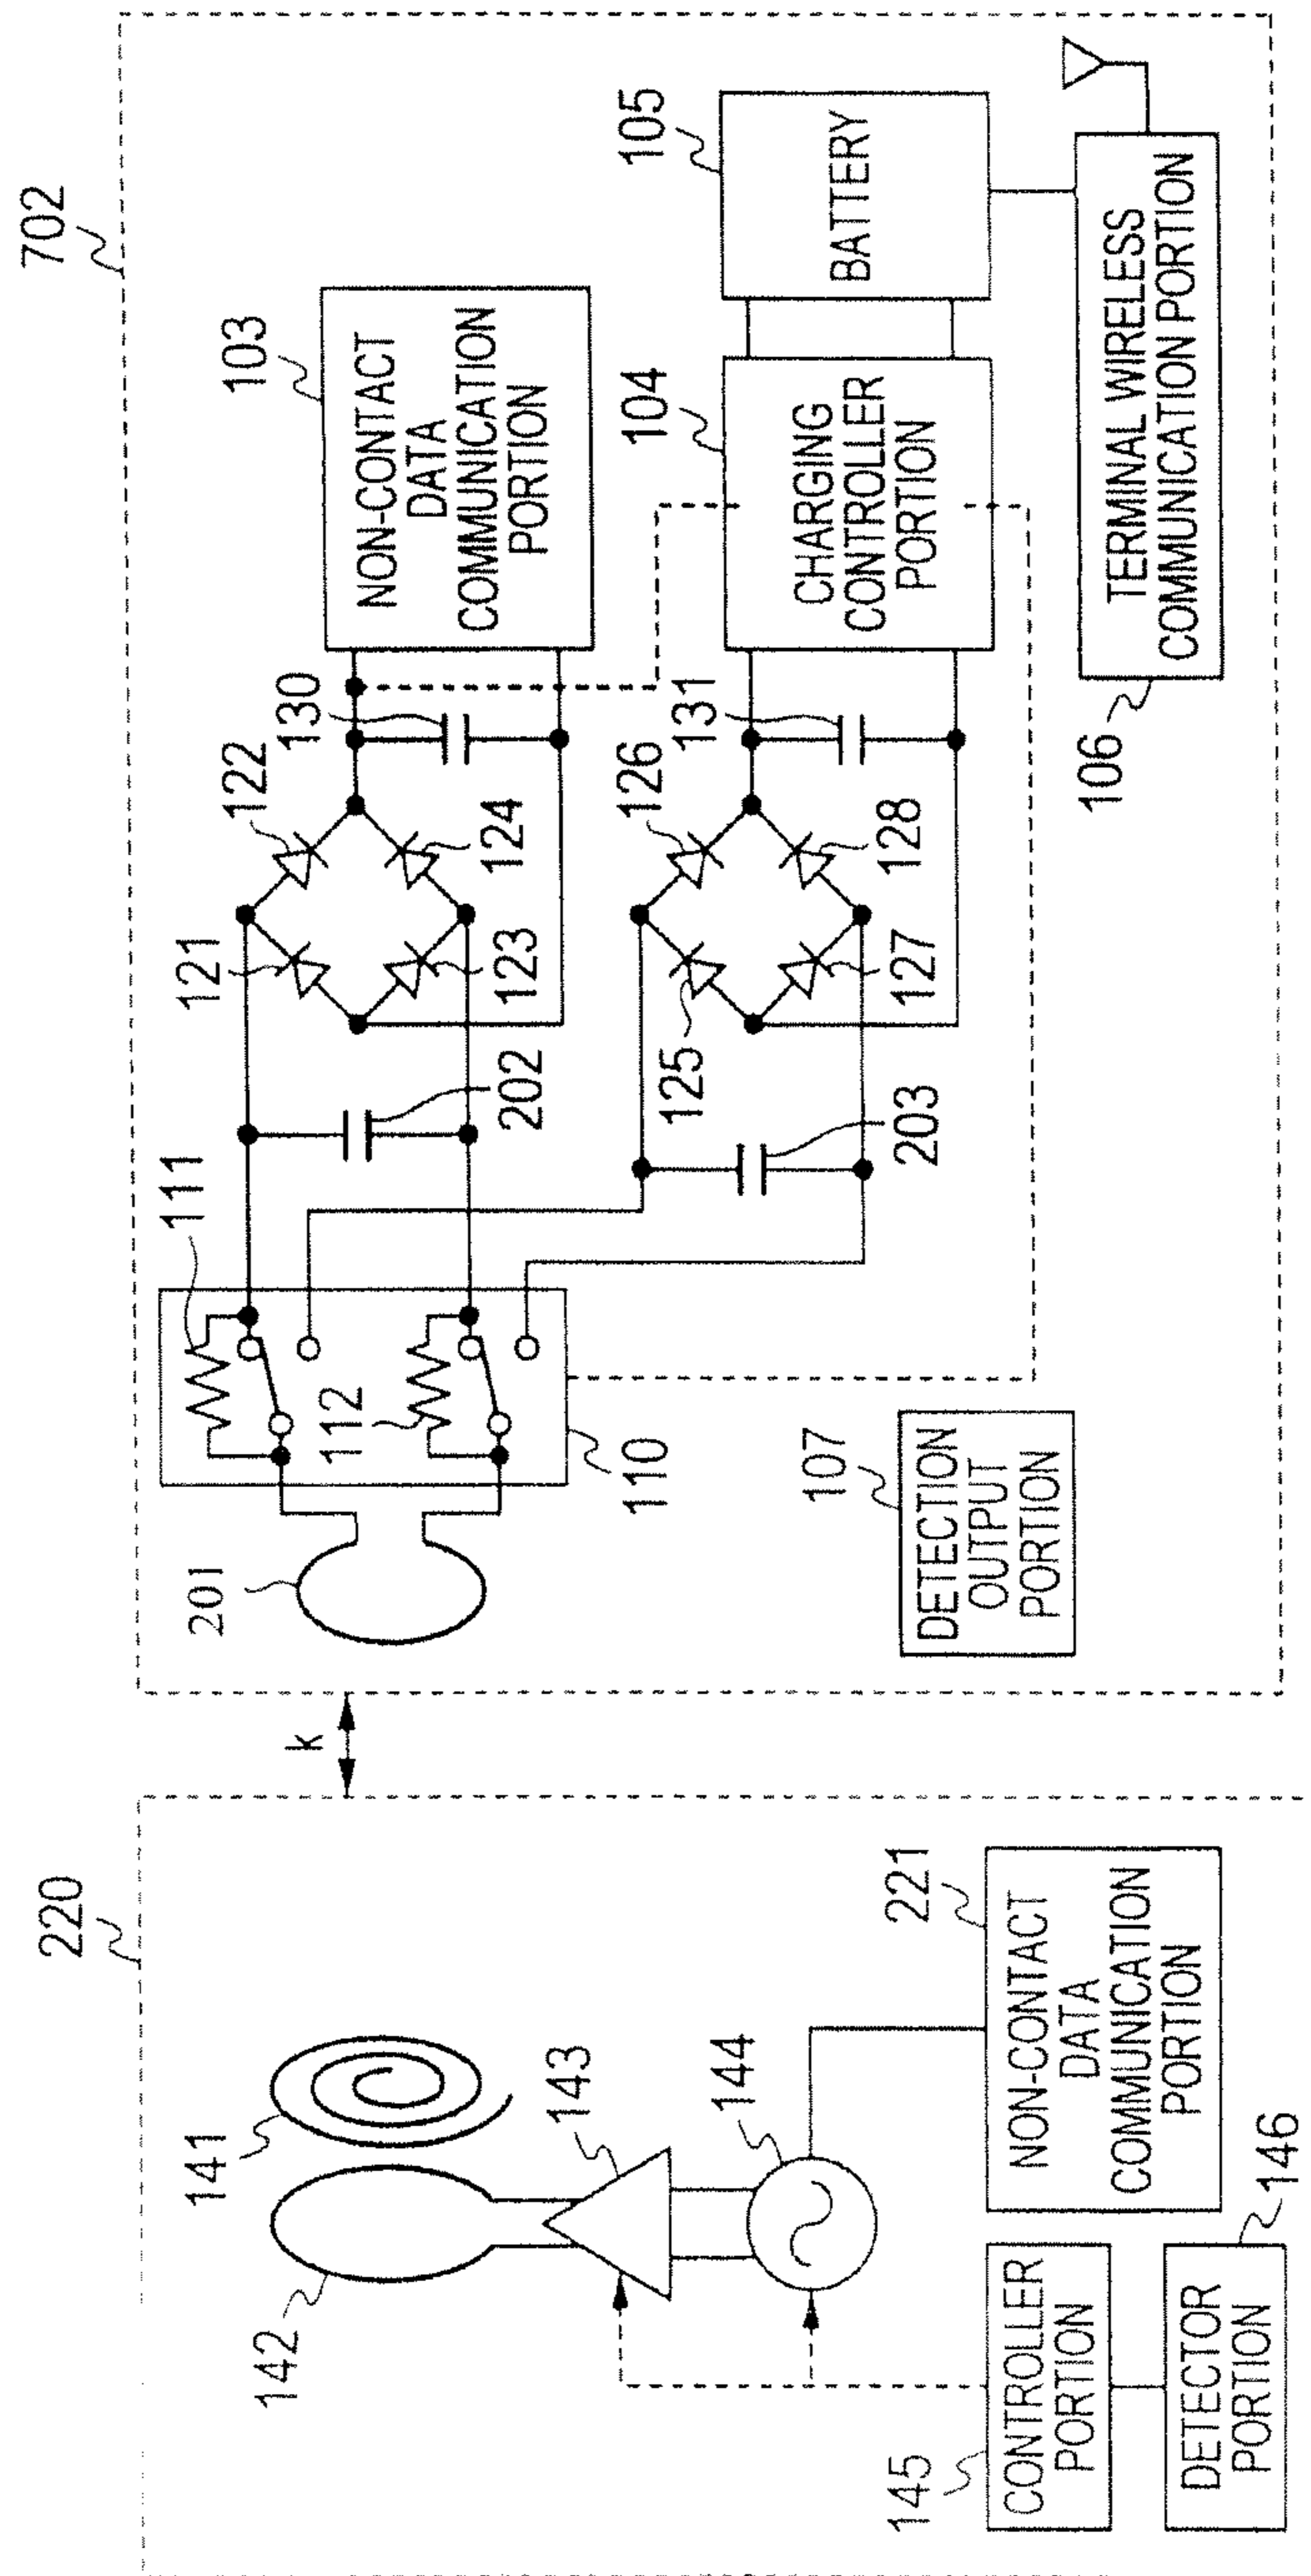 702
103
NON-CONTACT
DATA
COMMUNICATION
PORTION
105
BATTERY
104
CHARGING
CONTROLLER
PORTION
TERMINAL WIRELESS
COMMUNICATION PORTION
106
130
122
124
121
123
131
126
128
125
127
202
203
111
112
110
201
107
DETECTION
OUTPUT
PORTION
k
220
141
142
143
144
221
NON-CONTACT
DATA
COMMUNICATION
PORTION
145
CONTROLLER
PORTION
146
DETECTOR
PORTION